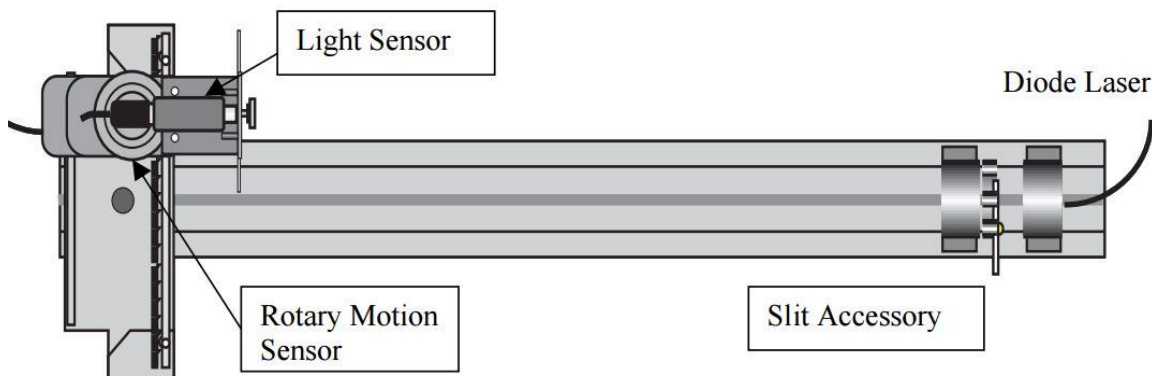 Light Sensor
Diode Laser
Rotary Motion
Sensor
Slit Accessory